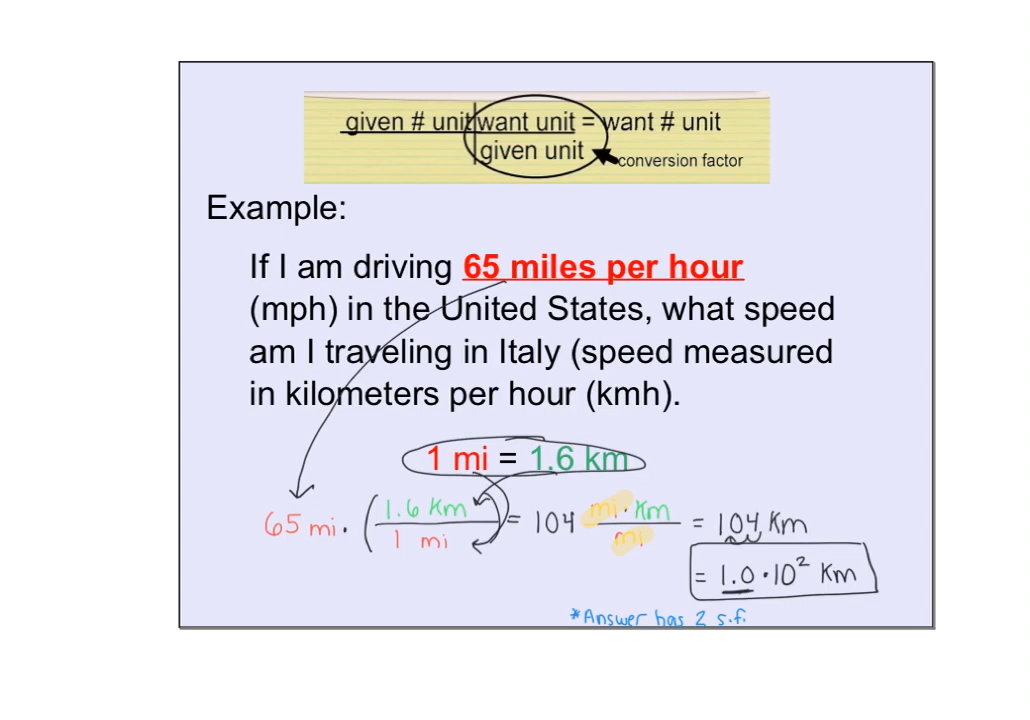 given # unit|want unit = want # unit
given unit
conversion factor
Example:
If I am driving 65 miles per hour
(mph) in the United States, what speed
am I traveling in Italy (speed measured
in kilometers per hour (kmh).
1 mi = 1.6 km
65 mi · (1.6 Km / 1 mi) = 104 mi · Km / mi = 104 Km
= 1.0 · 10² Km
*Answer has 2 s.f.